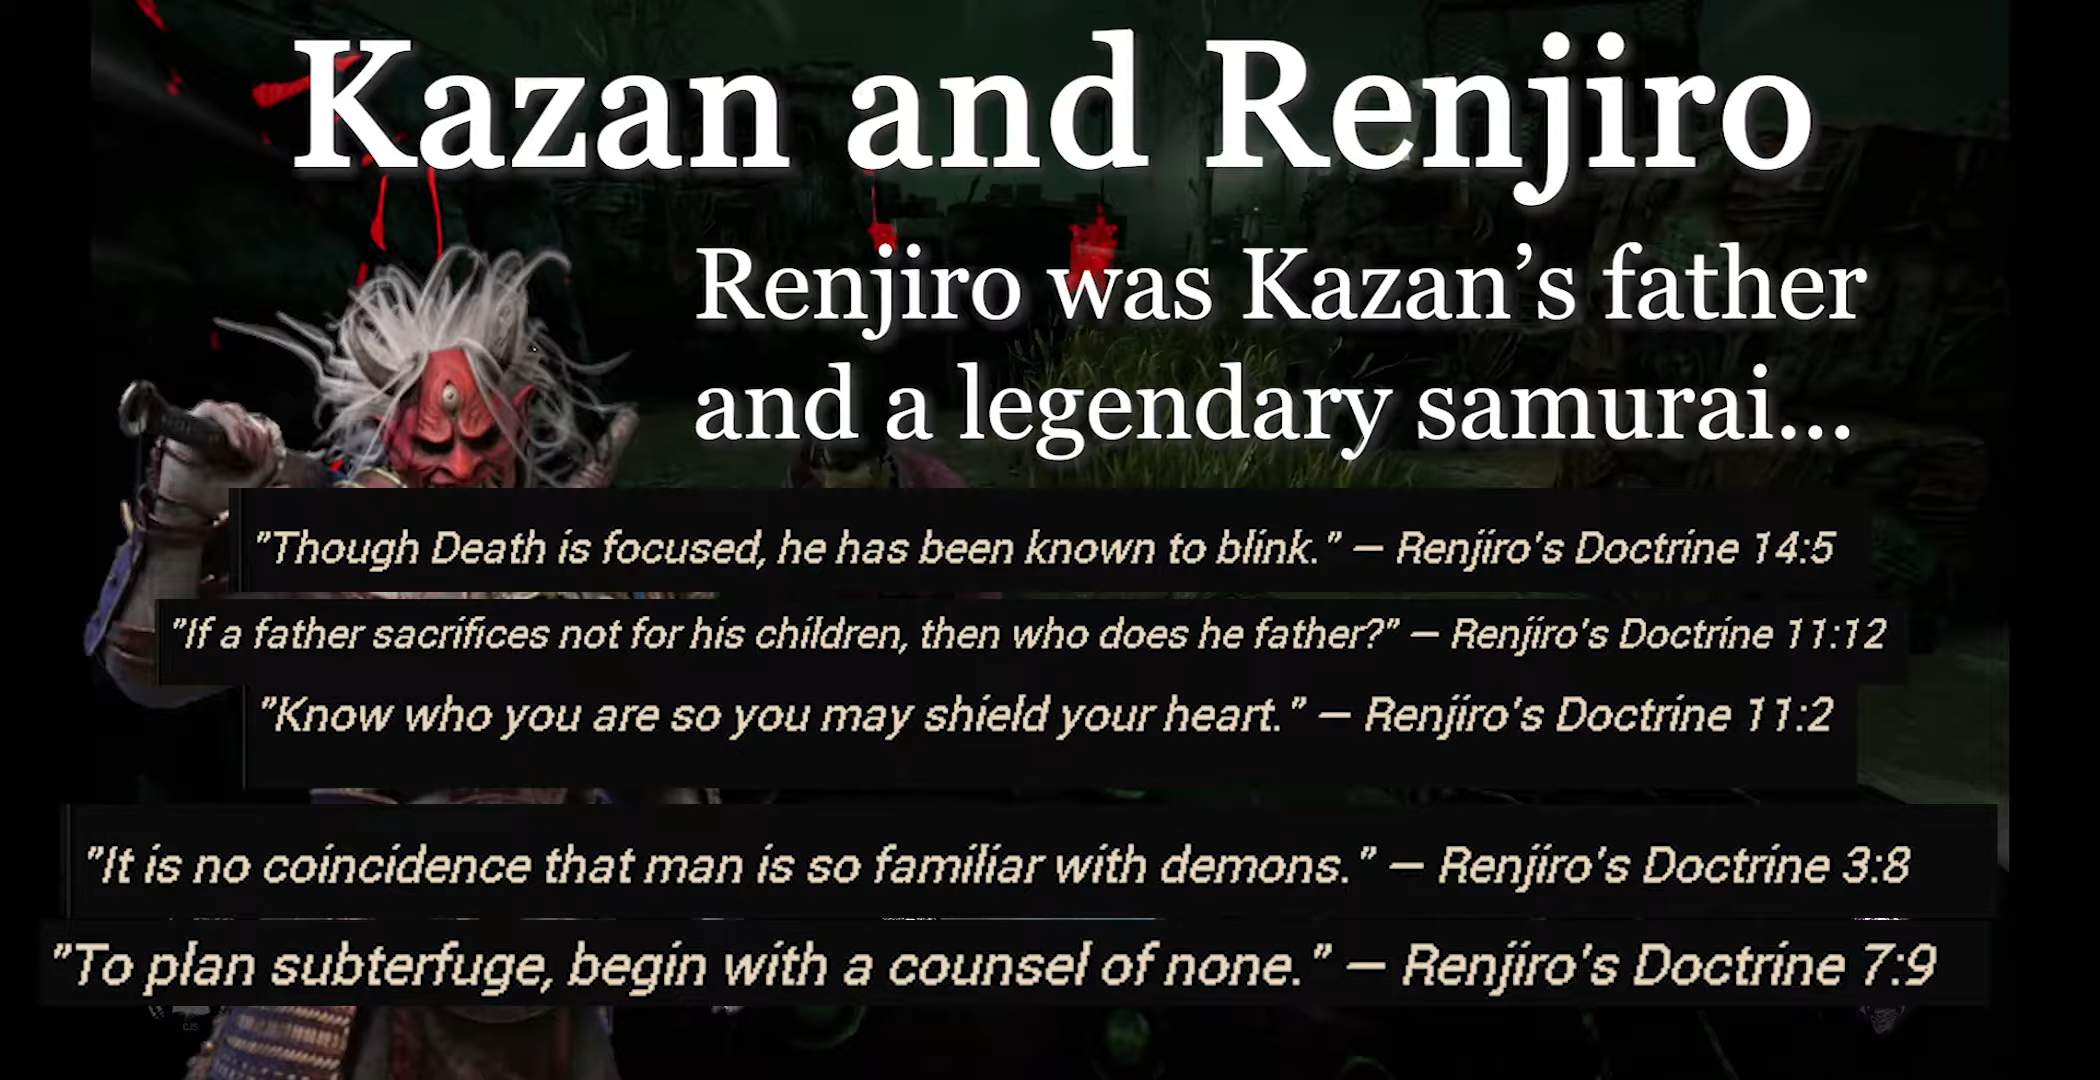 Kazan and Renjiro
Renjiro was Kazan’s father
and a legendary samurai...
"Though Death is focused, he has been known to blink." — Renjiro's Doctrine 14:5
"If a father sacrifices not for his children, then who does he father?" — Renjiro's Doctrine 11:12
"Know who you are so you may shield your heart." — Renjiro's Doctrine 11:2
"It is no coincidence that man is so familiar with demons." — Renjiro's Doctrine 3:8
"To plan subterfuge, begin with a counsel of none." — Renjiro's Doctrine 7:9
CJS